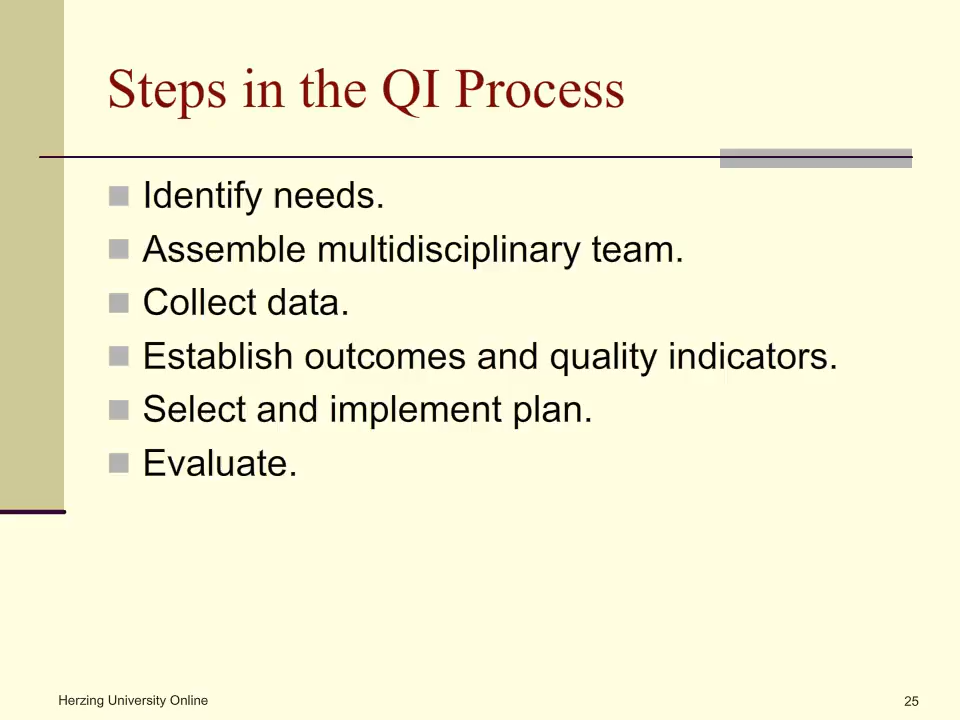 Steps in the QI Process
Identify needs.
Assemble multidisciplinary team.
Collect data.
Establish outcomes and quality indicators.
Select and implement plan.
Evaluate.
Herzing University Online
25